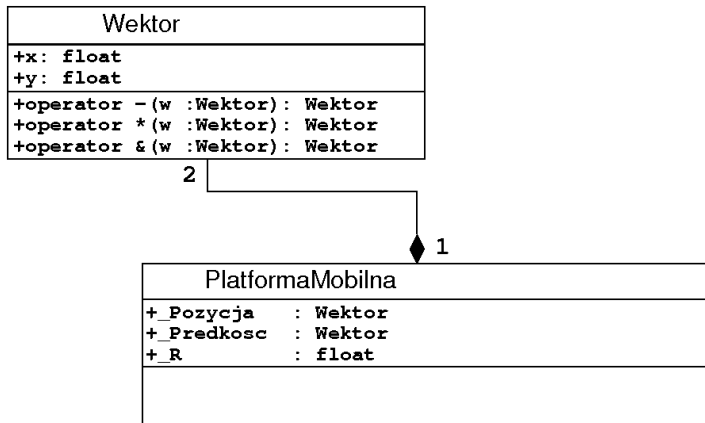 Wektor
+x: float
+y: float
+operator -(w :Wektor): Wektor
+operator *(w :Wektor): Wektor
+operator &(w :Wektor): Wektor
2
1
PlatformaMobilna
+_Pozycja : Wektor
+_Predkosc : Wektor
+_R : float